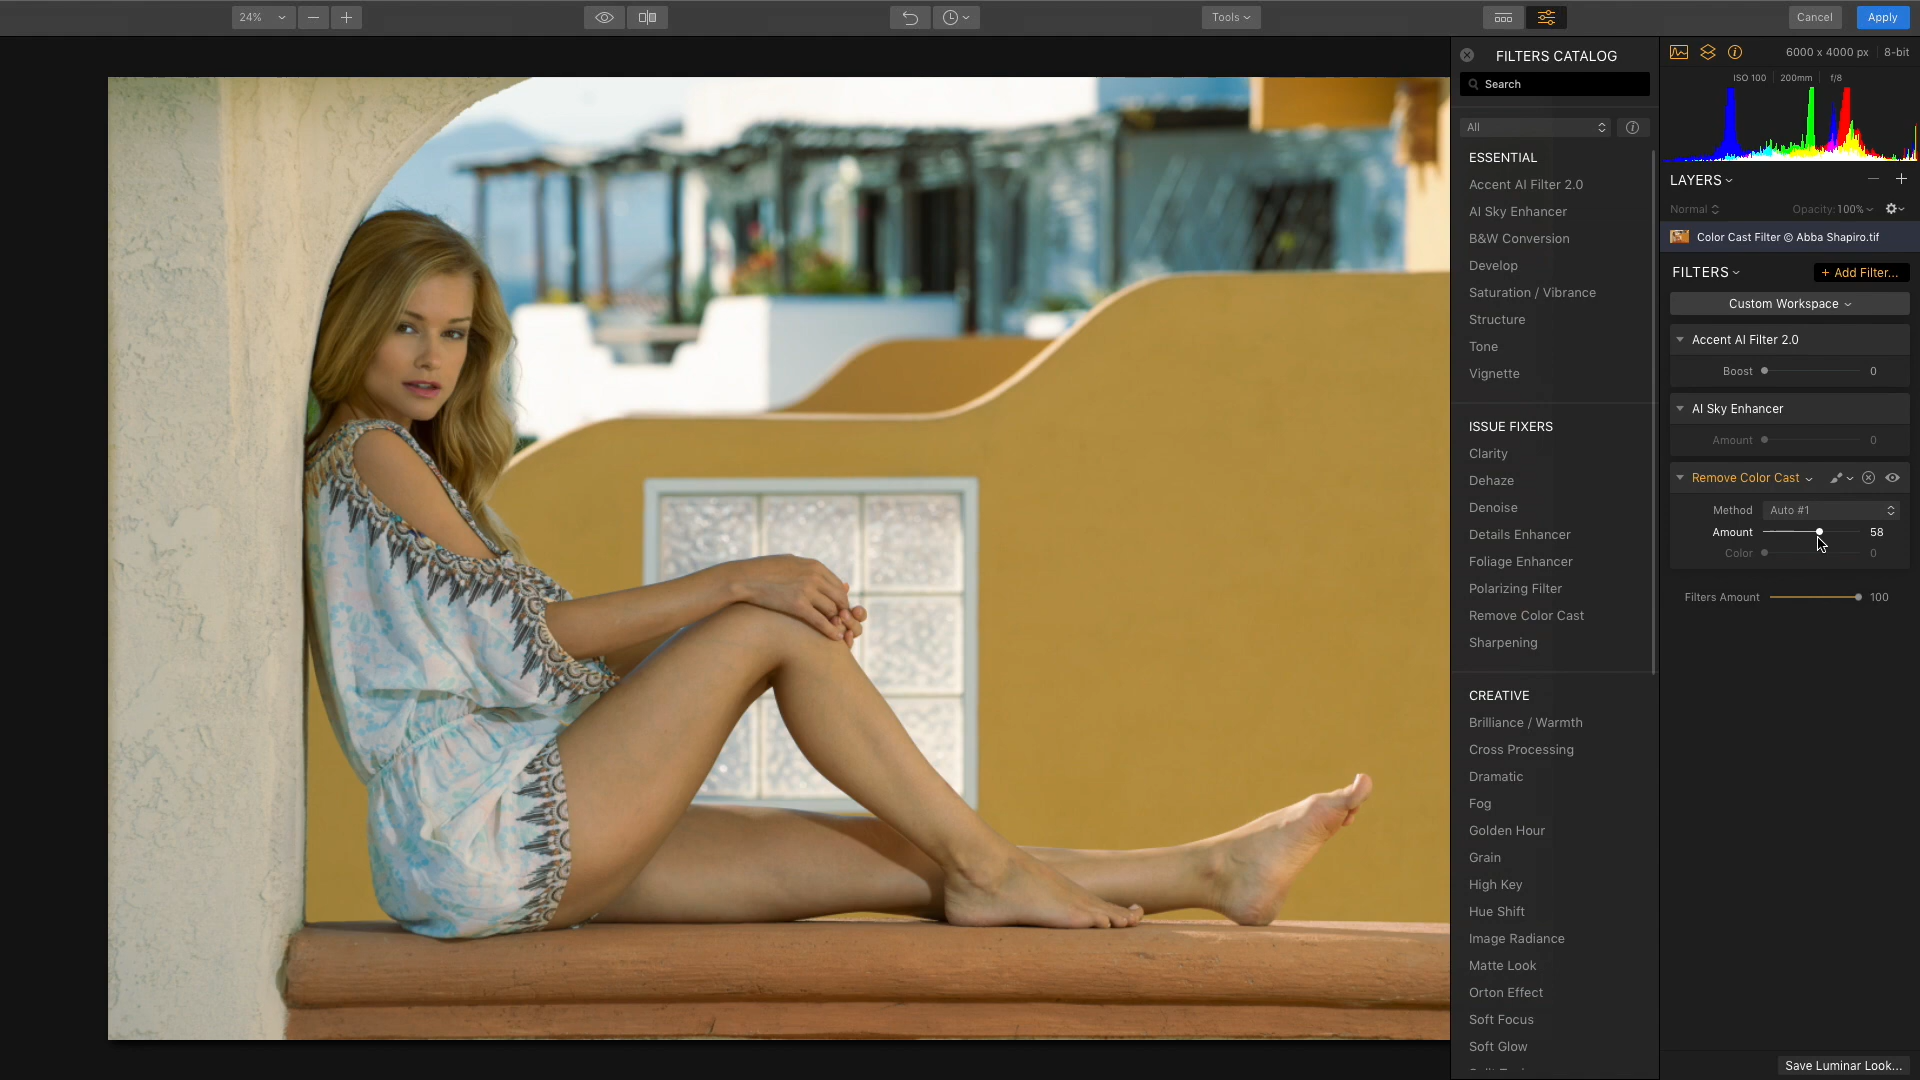 24%
Tools
Cancel
Apply
FILTERS CATALOG
Search
All
ESSENTIAL
Accent AI Filter 2.0
AI Sky Enhancer
B&W Conversion
Develop
Saturation / Vibrance
Structure
Tone
Vignette
ISSUE FIXERS
Clarity
Dehaze
Denoise
Details Enhancer
Foliage Enhancer
Polarizing Filter
Remove Color Cast
Sharpening
CREATIVE
Brilliance / Warmth
Cross Processing
Dramatic
Fog
Golden Hour
Grain
High Key
Hue Shift
Image Radiance
Matte Look
Orton Effect
Soft Focus
Soft Glow
6000 x 4000 px 8-bit
ISO 100 200mm f/8
LAYERS
Normal Opacity: 100%
Color Cast Filter © Abba Shapiro.tif
FILTERS + Add Filter...
Custom Workspace
Accent AI Filter 2.0
Boost 0
AI Sky Enhancer
Amount 0
Remove Color Cast
Method Auto #1
Amount 58
Color 0
Filters Amount 100
Save Luminar Look...